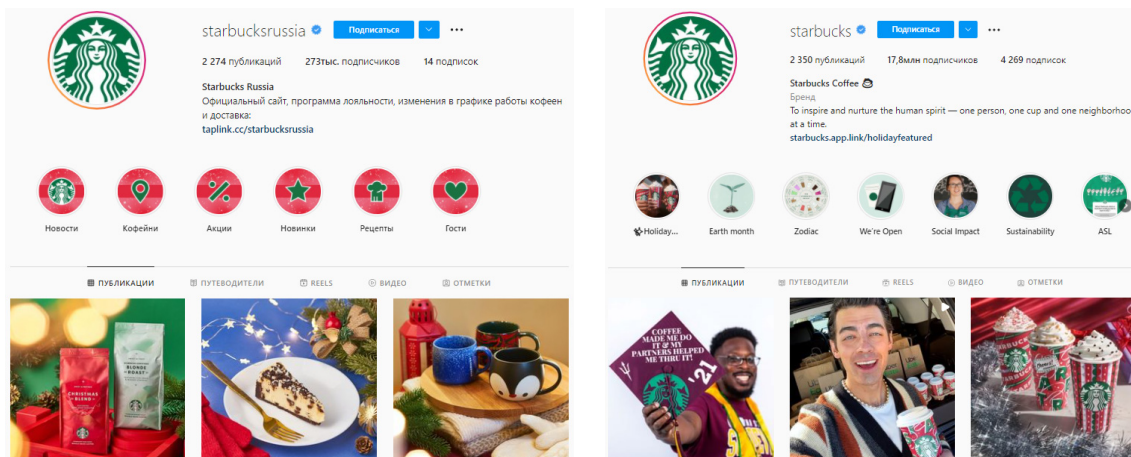 starbucksrussia
Подписаться
2 274 публикаций 273тыс. подписчиков 14 подписок
Starbucks Russia
Официальный сайт, программа лояльности, изменения в графике работы кофеен
и доставка:
taplink.cc/starbucksrussia
Новости Кофейни Акции Новинки Рецепты Гости
ПУБЛИКАЦИИ ПУТЕВОДИТЕЛИ REELS ВИДЕО ОТМЕТКИ
CHRISTMAS
BLEND
BLONDE
ROAST
starbucks
Подписаться
2 350 публикаций 17,8млн подписчиков 4 269 подписок
Starbucks Coffee
Бренд
To inspire and nurture the human spirit — one person, one cup and one neighborhoo
at a time.
starbucks.app.link/holidayfeatured
Holiday... Earth month Zodiac We're Open Social Impact Sustainability ASL
ПУБЛИКАЦИИ ПУТЕВОДИТЕЛИ REELS ВИДЕО ОТМЕТКИ
COFFEE
MADE ME DO
IT & MY
PARTNERS HELPED
ME THRU IT!
'21